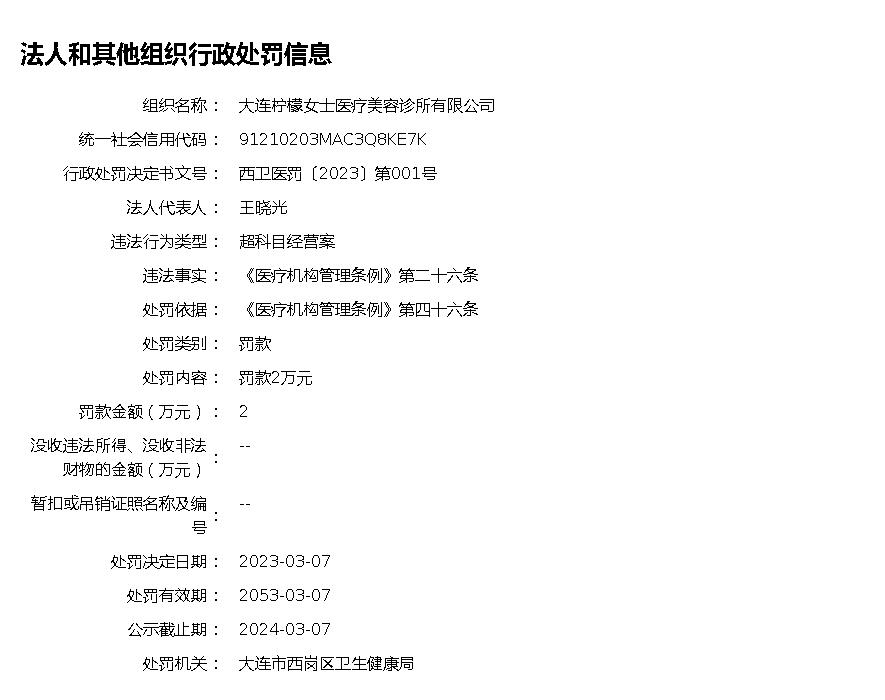 法人和其他组织行政处罚信息
组织名称： 大连柠檬女士医疗美容诊所有限公司
统一社会信用代码： 91210203MAC3Q8KE7K
行政处罚决定书文号： 西卫医罚〔2023〕第001号
法人代表人： 王晓光
违法行为类型： 超科目经营案
违法事实： 《医疗机构管理条例》第二十六条
处罚依据： 《医疗机构管理条例》第四十六条
处罚类别： 罚款
处罚内容： 罚款2万元
罚款金额（万元）： 2
没收违法所得、没收非法 --
财物的金额（万元）：
暂扣或吊销证照名称及编 --
号：
处罚决定日期： 2023-03-07
处罚有效期： 2053-03-07
公示截止期： 2024-03-07
处罚机关： 大连市西岗区卫生健康局